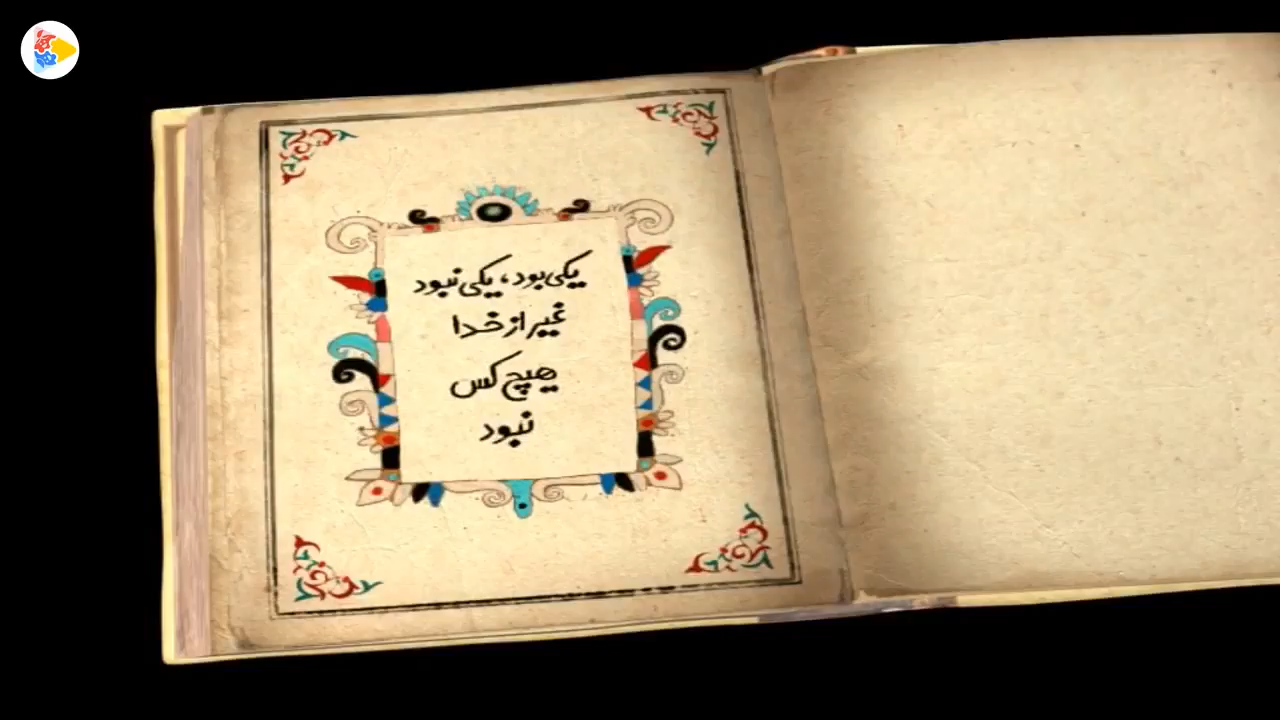 یکی بود، یکی نبود
غیر از خدا
هیچ کس
نبود